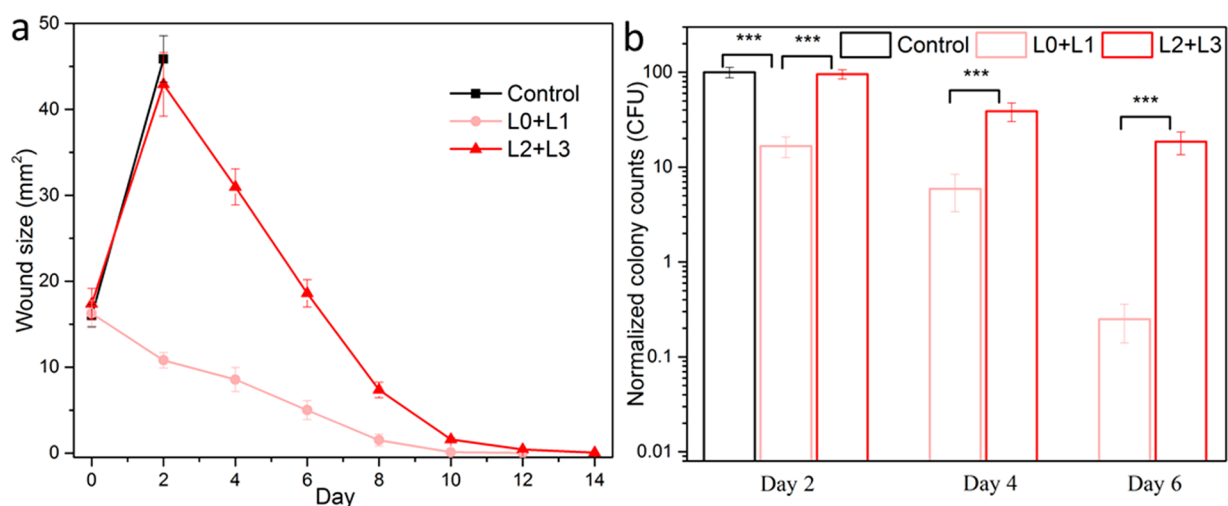 a
50
40
30
20
10
0
Wound size (mm²)
Control
L0+L1
L2+L3
0 2 4 6 8 10 12 14
Day
b
Control L0+L1 L2+L3
*** ***
***
***
100
10
1
0.1
0.01
Normalized colony counts (CFU)
Day 2 Day 4 Day 6